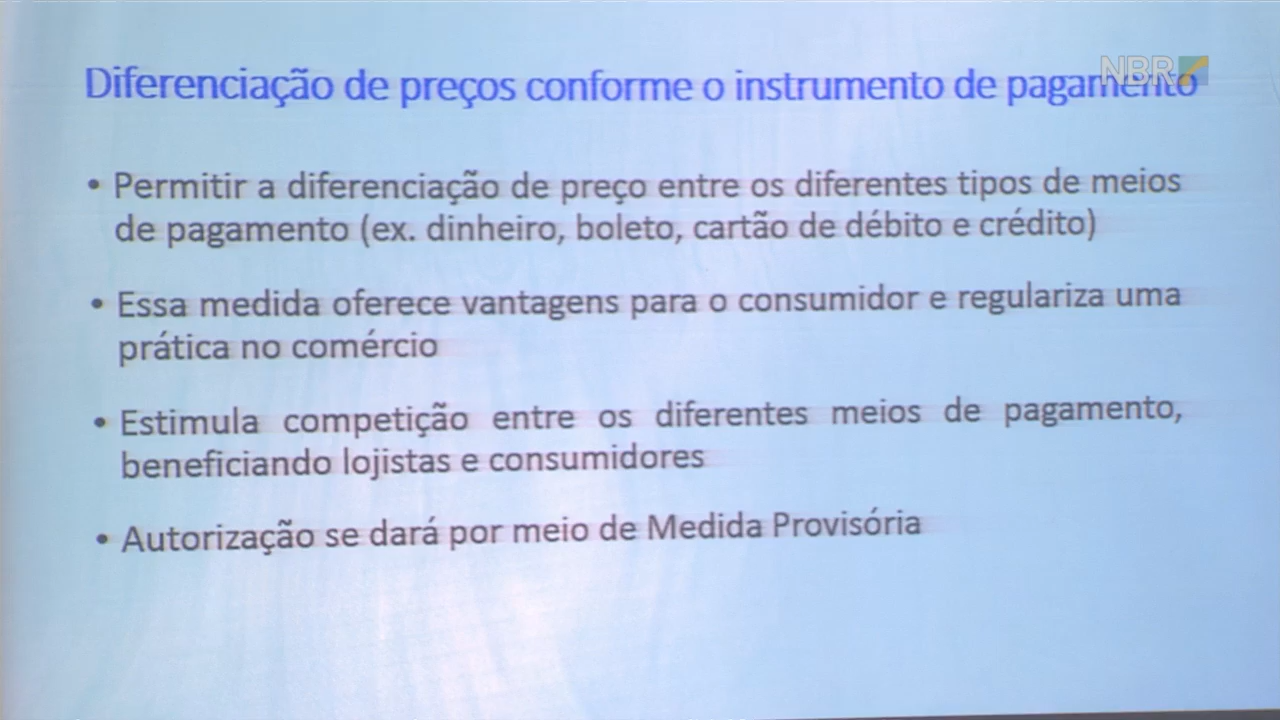 NBR
Diferenciação de preços conforme o instrumento de pagamento
• Permitir a diferenciação de preço entre os diferentes tipos de meios
de pagamento (ex. dinheiro, boleto, cartão de débito e crédito)
• Essa medida oferece vantagens para o consumidor e regulariza uma
prática no comércio
• Estimula competição entre os diferentes meios de pagamento,
beneficiando lojistas e consumidores
• Autorização se dará por meio de Medida Provisória